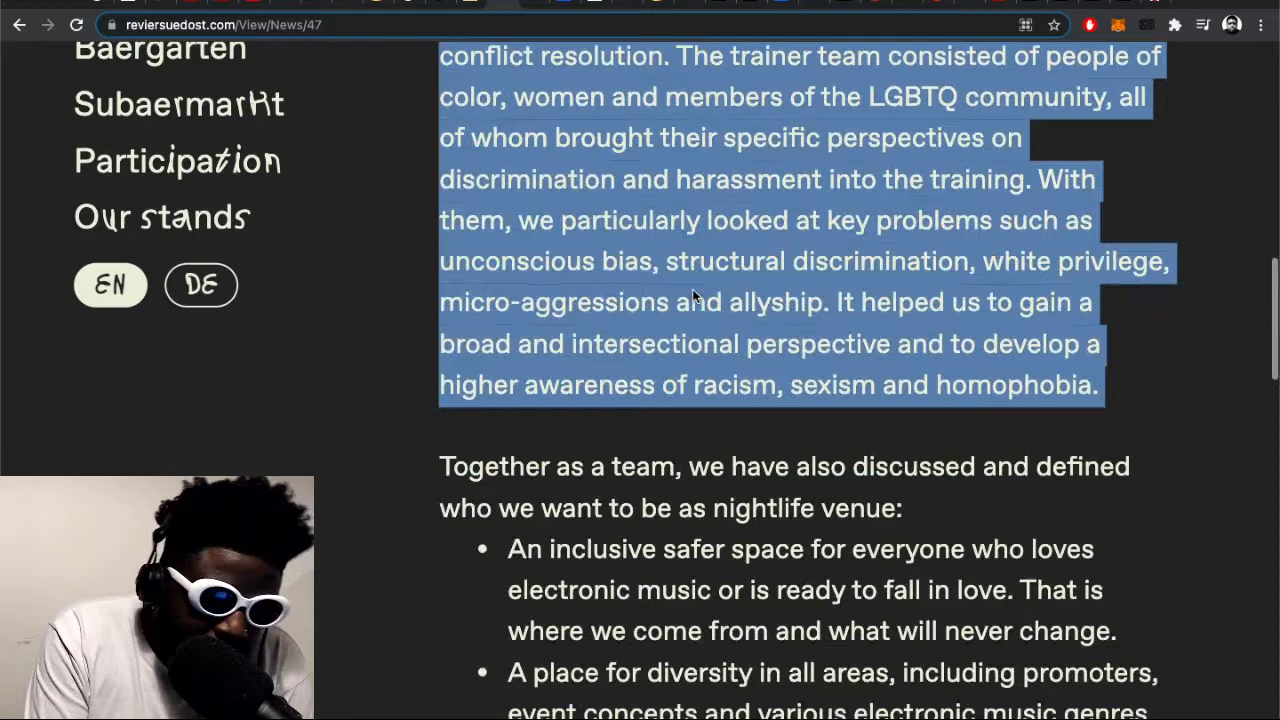 reviersuedost.com/View/News/47
Baergarten
Subaermarkt
Participation
Our stands
EN DE
conflict resolution. The trainer team consisted of people of
color, women and members of the LGBTQ community, all
of whom brought their specific perspectives on
discrimination and harassment into the training. With
them, we particularly looked at key problems such as
unconscious bias, structural discrimination, white privilege,
micro-aggressions and allyship. It helped us to gain a
broad and intersectional perspective and to develop a
higher awareness of racism, sexism and homophobia.
Together as a team, we have also discussed and defined
who we want to be as nightlife venue:
• An inclusive safer space for everyone who loves
electronic music or is ready to fall in love. That is
where we come from and what will never change.
• A place for diversity in all areas, including promoters,
event concepts and various electronic music genres